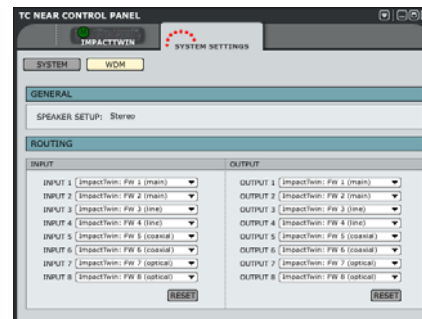 TC NEAR CONTROL PANEL
IMPACTTWIN
SYSTEM SETTINGS
SYSTEM
WDM
GENERAL
SPEAKER SETUP: Stereo
ROUTING
INPUT
INPUT 1 ImpactTwin: FW 1 (main)
INPUT 2 ImpactTwin: FW 2 (main)
INPUT 3 ImpactTwin: FW 3 (line)
INPUT 4 ImpactTwin: FW 4 (line)
INPUT 5 ImpactTwin: FW 5 (coaxial)
INPUT 6 ImpactTwin: FW 6 (coaxial)
INPUT 7 ImpactTwin: FW 7 (optical)
INPUT 8 ImpactTwin: FW 8 (optical)
RESET
OUTPUT
OUTPUT 1 ImpactTwin: FW 1 (main)
OUTPUT 2 ImpactTwin: FW 2 (main)
OUTPUT 3 ImpactTwin: FW 3 (line)
OUTPUT 4 ImpactTwin: FW 4 (line)
OUTPUT 5 ImpactTwin: FW 5 (coaxial)
OUTPUT 6 ImpactTwin: FW 6 (coaxial)
OUTPUT 7 ImpactTwin: FW 7 (optical)
OUTPUT 8 ImpactTwin: FW 8 (optical)
RESET